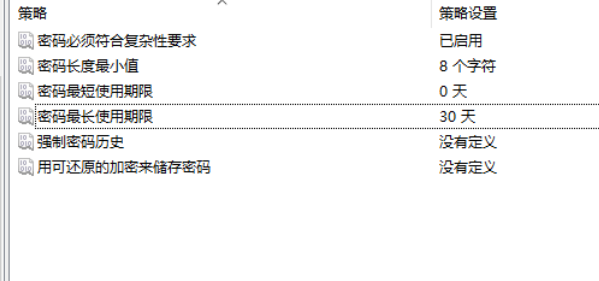 策略 策略设置
密码必须符合复杂性要求 已启用
密码长度最小值 8 个字符
密码最短使用期限 0 天
密码最长使用期限 30 天
强制密码历史 没有定义
用可还原的加密来储存密码 没有定义